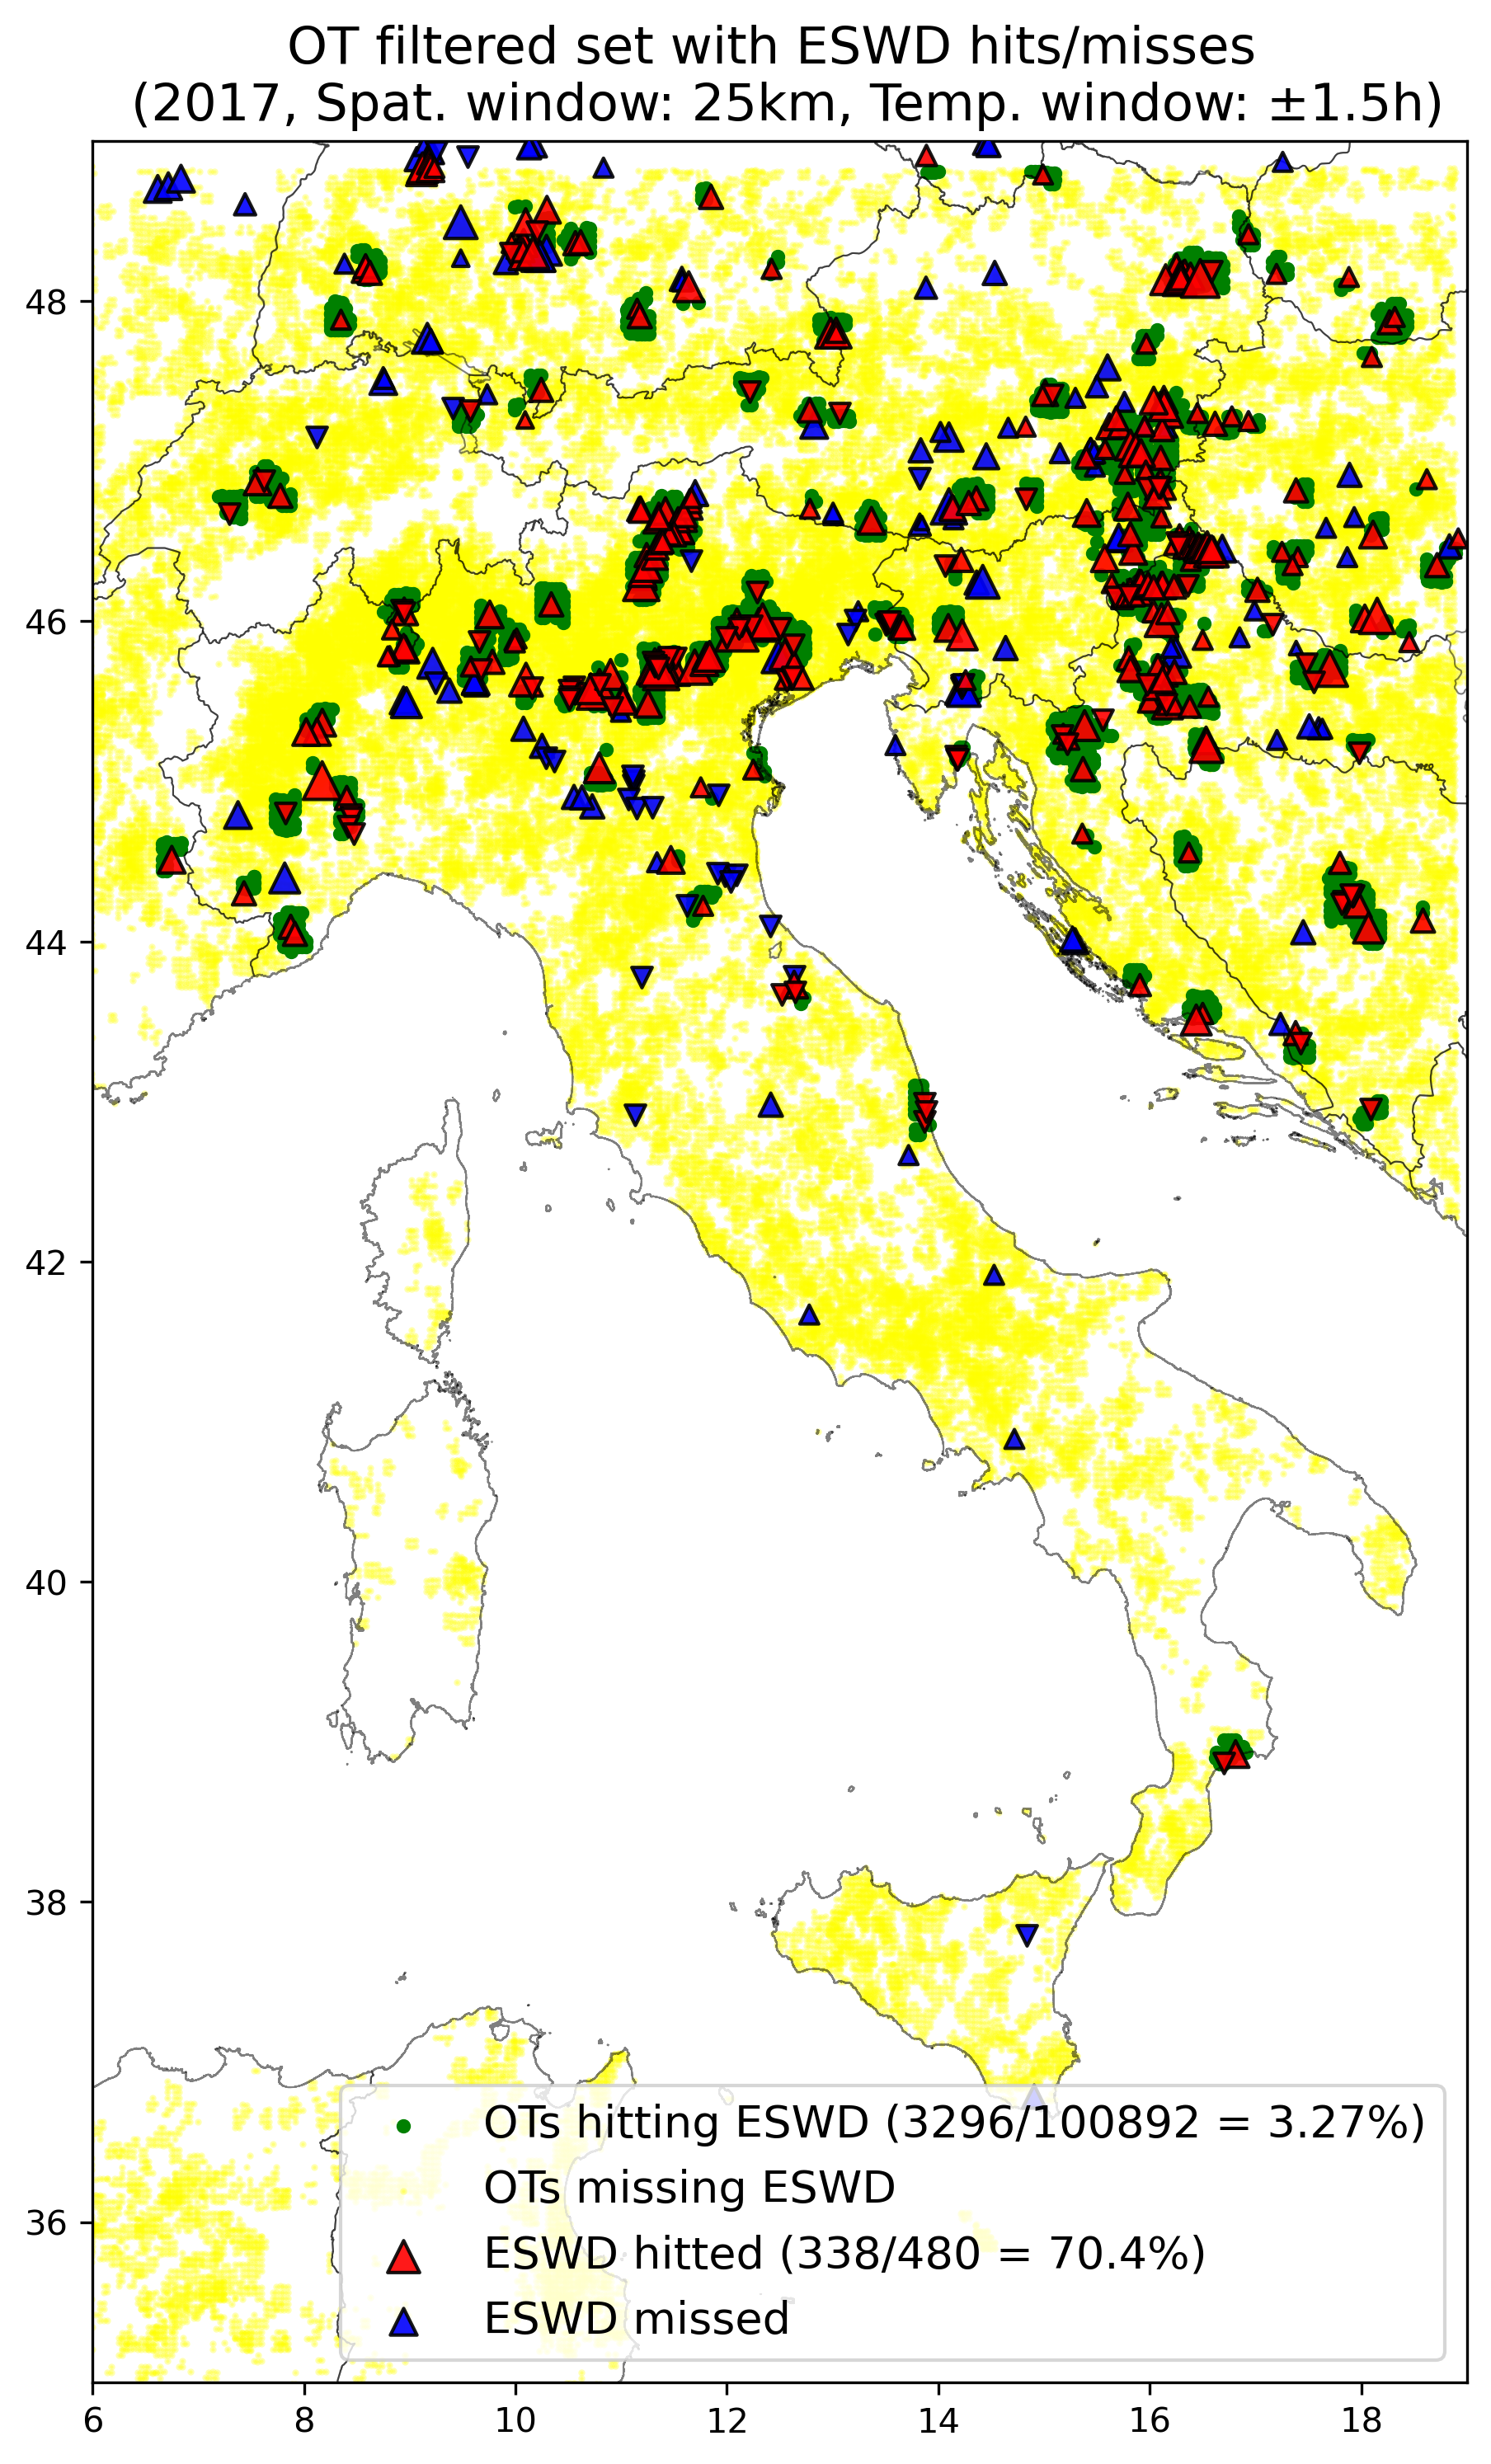 OT filtered set with ESWD hits/misses
(2017, Spat. window: 25km, Temp. window: ±1.5h)
48
46
44
42
40
38
36
OTs hitting ESWD (3296/100892 = 3.27%)
OTs missing ESWD
ESWD hitted (338/480 = 70.4%)
ESWD missed
6 8 10 12 14 16 18